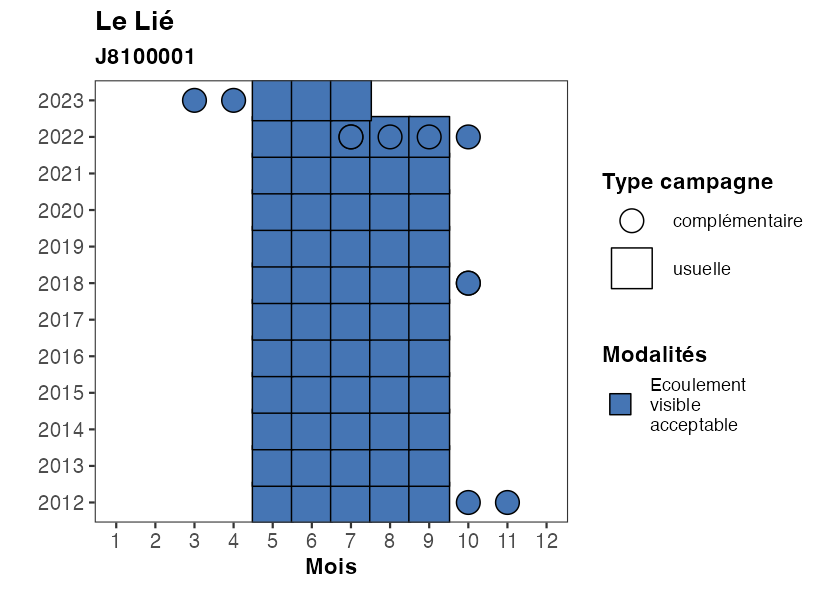 Le Lié
J8100001
2023
2022
2021
2020
2019
2018
2017
2016
2015
2014
2013
2012
1 2 3 4 5 6 7 8 9 10 11 12
Mois
Type campagne
complémentaire
usuelle
Modalités
Ecoulement
visible
acceptable